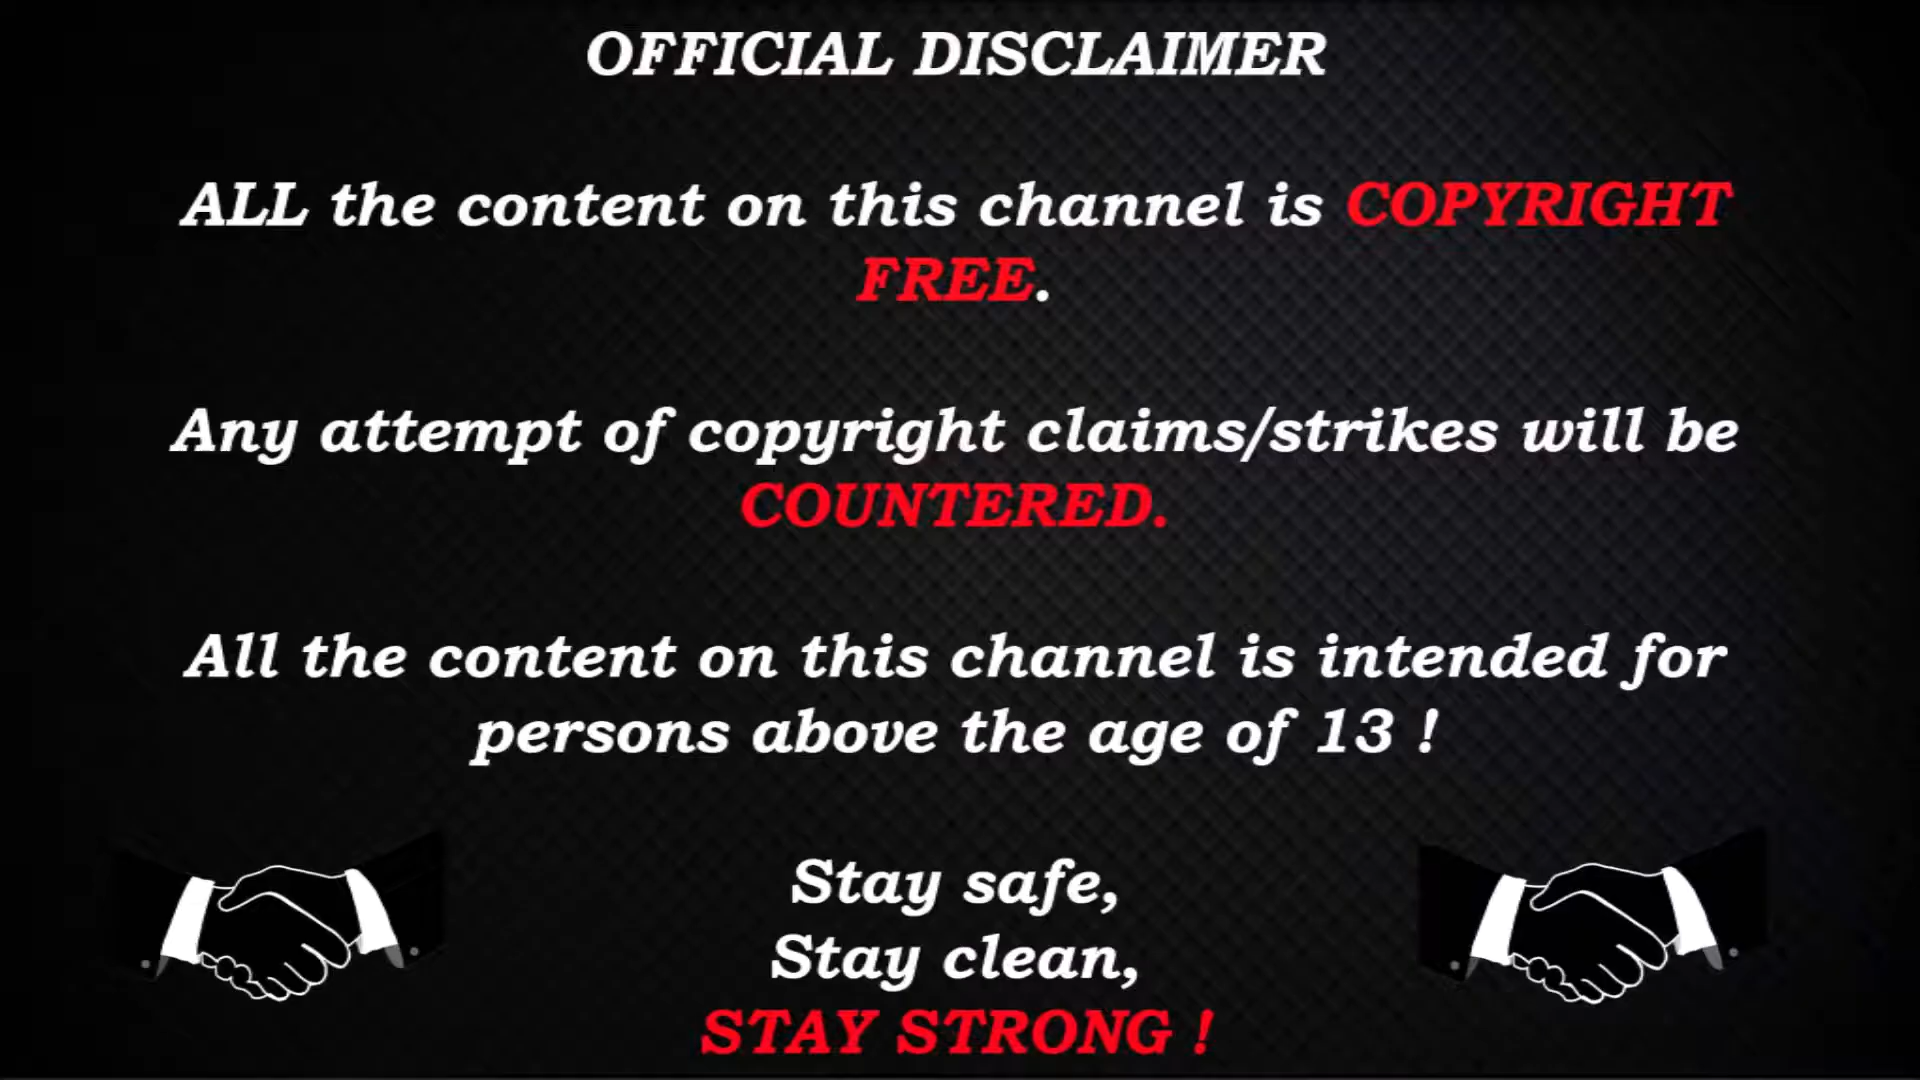 OFFICIAL DISCLAIMER
ALL the content on this channel is COPYRIGHT
FREE.
Any attempt of copyright claims/strikes will be
COUNTERED.
All the content on this channel is intended for
persons above the age of 13 !
Stay safe,
Stay clean,
STAY STRONG !